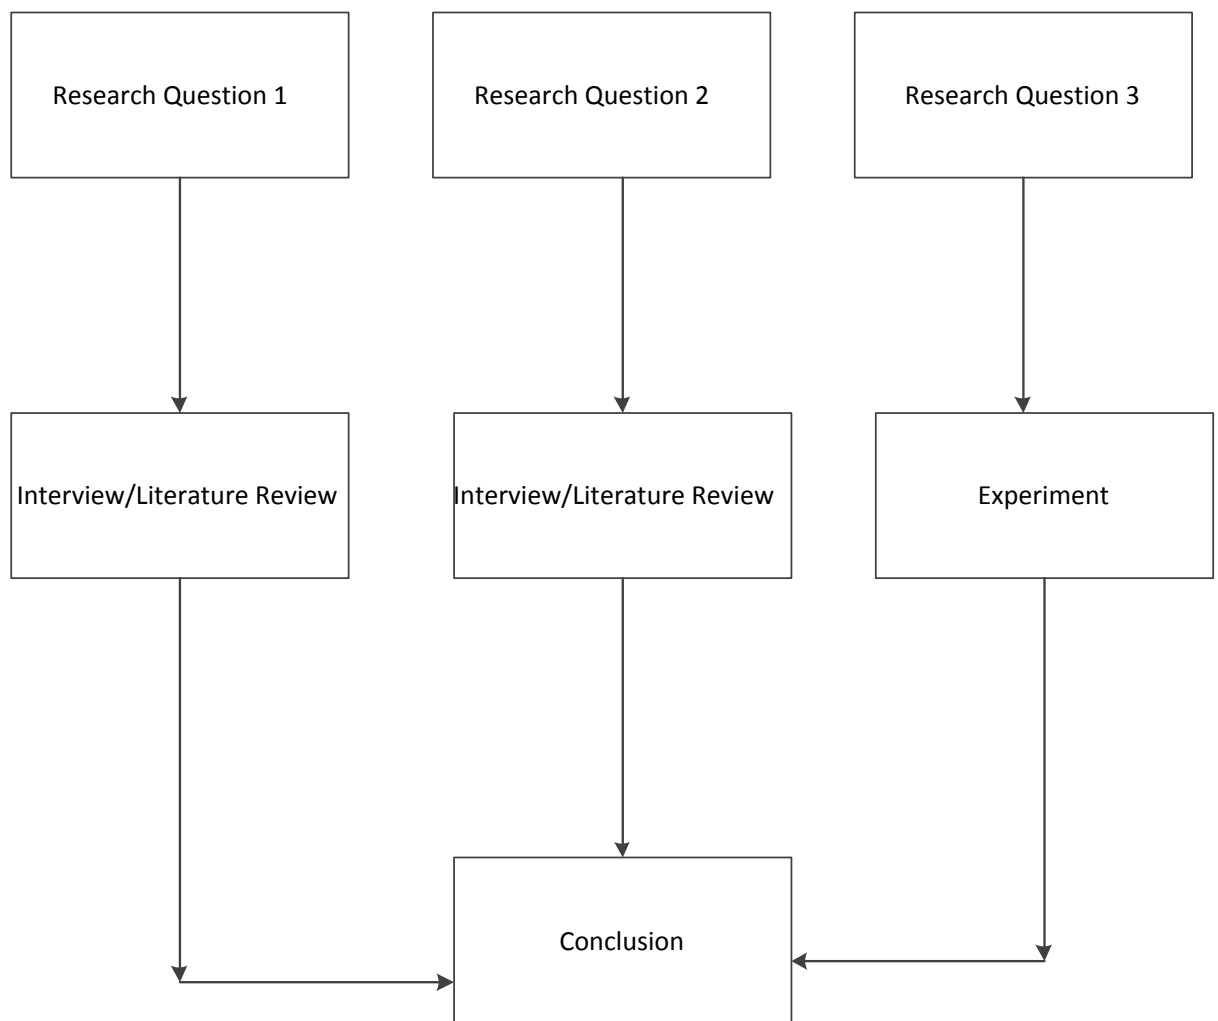 Research Question 1
Research Question 2
Research Question 3
Interview/Literature Review
Interview/Literature Review
Experiment
Conclusion